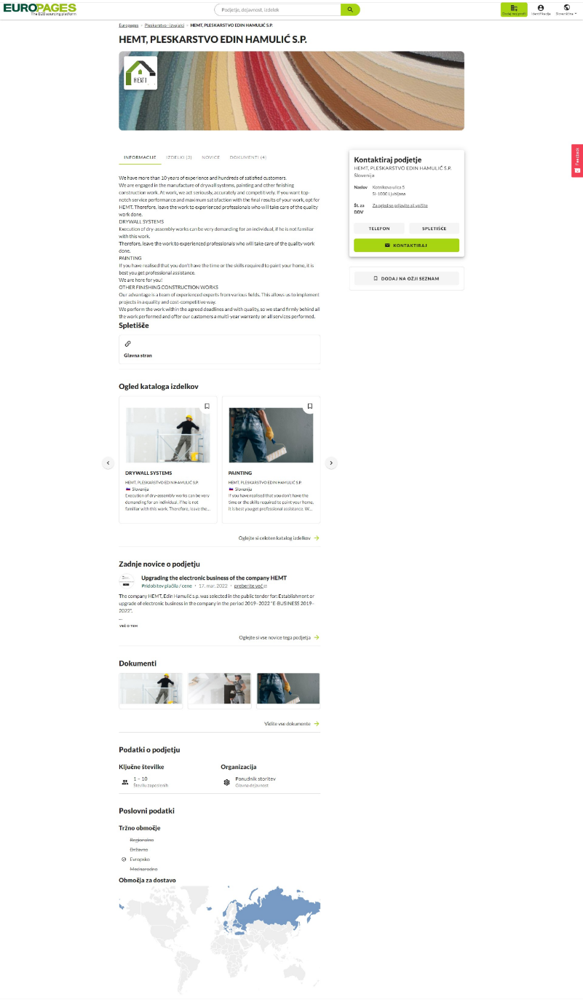 EUROPAGES
The B2B sourcing platform
Podjetje, dejavnost, izdelek
Dodaj moj profil
Identifikacija
Slovenščina
Europages > Pleskarstvo - izvajalci > HEMT, PLESKARSTVO EDIN HAMULIĆ S.P.
HEMT, PLESKARSTVO EDIN HAMULIĆ S.P.
HEMT
Feedback
INFORMACIJE
IZDELKI (3)
NOVICE
DOKUMENTI (4)
We have more than 10 years of experience and hundreds of satisfied customers.
We are engaged in the manufacture of drywall systems, painting and other finishing
construction work. At work, we act seriously, accurately and competitively. If you want top-
notch service performance and maximum satisfaction with the final results of your work, opt for
HEMT. Therefore, leave the work to experienced professionals who will take care of the quality
work done.
DRYWALL SYSTEMS
Execution of dry-assembly works can be very demanding for an individual, if he is not familiar
with this work.
Therefore, leave the work to experienced professionals who will take care of the quality work
done.
PAINTING
If you have realised that you don't have the time or the skills required to paint your home, it is
best you get professional assistance.
We are here for you!
OTHER FINISHING CONSTRUCTION WORKS
Our advantage is a team of experienced experts from various fields. This allows us to implement
projects in a quality and cost-competitive way.
We perform the work within the agreed deadlines and with quality, so we stand firmly behind all
the work performed and offer our customers a multi-year warranty on all services performed.
Kontaktiraj podjetje
HEMT, PLESKARSTVO EDIN HAMULIĆ S.P.
Slovenija
Naslov Kotnikova ulica 5
SI-1000 Ljubljana
Št. za DDV Za ogled se prijavite ali vpišite
TELEFON
SPLETIŠČE
KONTAKTIRAJ
DODAJ NA OŽJI SEZNAM
Spletišče
Glavna stran
Ogled kataloga izdelkov
DRYWALL SYSTEMS
HEMT, PLESKARSTVO EDIN HAMULIĆ S.P.
Slovenija
Execution of dry-assembly works can be very
demanding for an individual, if he is not
familiar with this work. Therefore, leave the...
PAINTING
HEMT, PLESKARSTVO EDIN HAMULIĆ S.P.
Slovenija
If you have realised that you don't have the
time or the skills required to paint your home,
it is best you get professional assistance. W...
Oglejte si celoten katalog izdelkov
Zadnje novice o podjetju
Upgrading the electronic business of the company HEMT
Pridobitev plačila / cene • 17. mar. 2022 • preberite več
The company HEMT, Edin Hamulić s.p. was selected in the public tender for: Establishment or
upgrade of electronic business in the company in the period 2019–2022 "E-BUSINESS 2019–
2022".
...
VEČ O TEM
Oglejte si vse novice tega podjetja
Dokumenti
Vidite vse dokumente
Podatki o podjetju
Ključne številke
1 – 10
Število zaposlenih
Organizacija
Ponudnik storitev
Glavna dejavnost
Poslovni podatki
Tržno območje
Regionalno
Državno
Evropsko
Mednarodno
Območja za dostavo